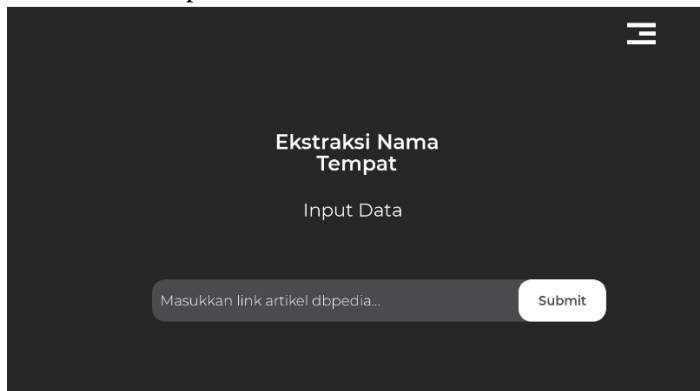 Ekstraksi Nama
Tempat
Input Data
Masukkan link artikel dbpedia...
Submit